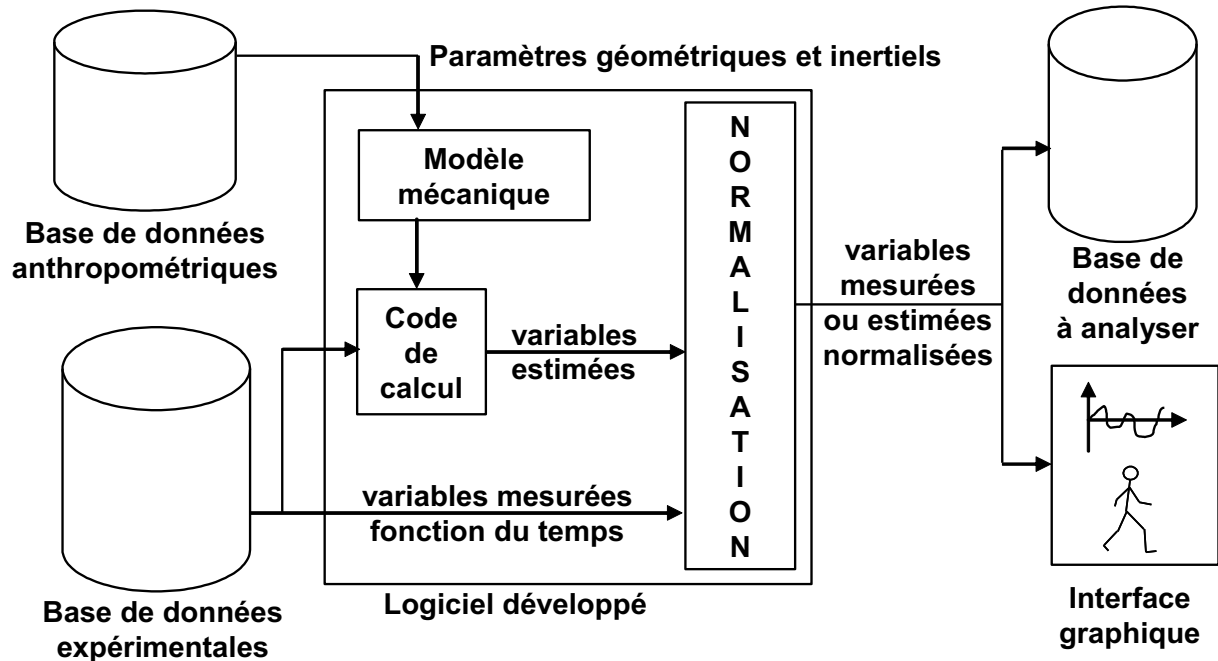 Paramètres géométriques et inertiels
Base de données
anthropométriques
Modèle
mécanique
Code
de
calcul
variables
estimées
variables mesurées
fonction du temps
N
O
R
M
A
L
I
S
A
T
I
O
N
Logiciel développé
Base de données
expérimentales
variables
mesurées
ou estimées
normalisées
Base de
données
à analyser
Interface
graphique